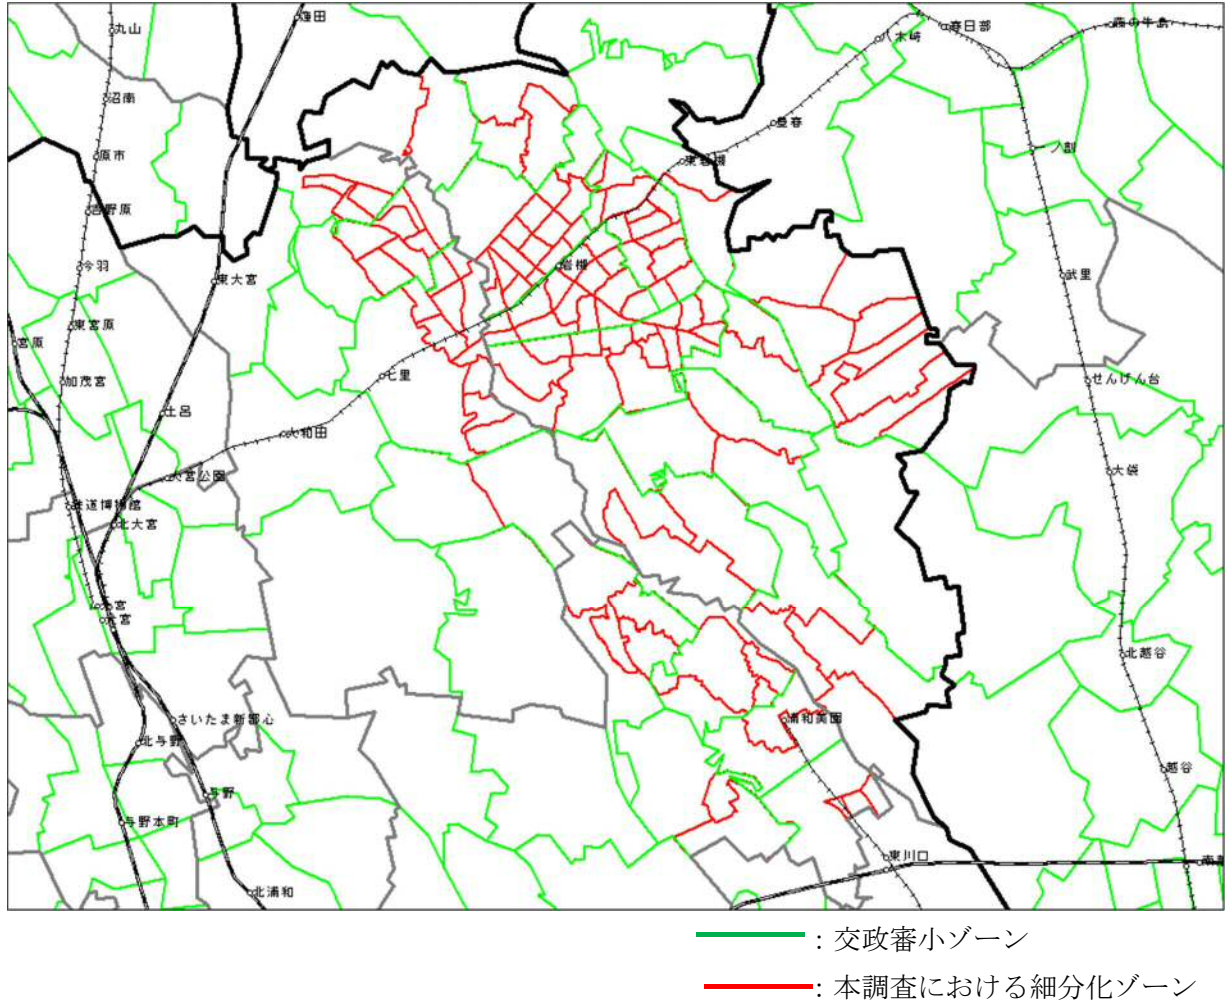 蓮田
丸山
春日部
藤の牛島
八木崎
沼南
豊春
一ノ割
原市
東岩槻
吉野原
今羽
岩槻
武里
東大宮
東宮原
宮原
七里
せんげん台
加茂宮
土呂
大和田
大宮公園
大袋
鉄道博物館
北大宮
大宮
大宮
北越谷
さいたま新都心
浦和美園
北与野
越谷
与野
与野本町
東川口
北浦和
:交政審小ゾーン
:本調査における細分化ゾーン